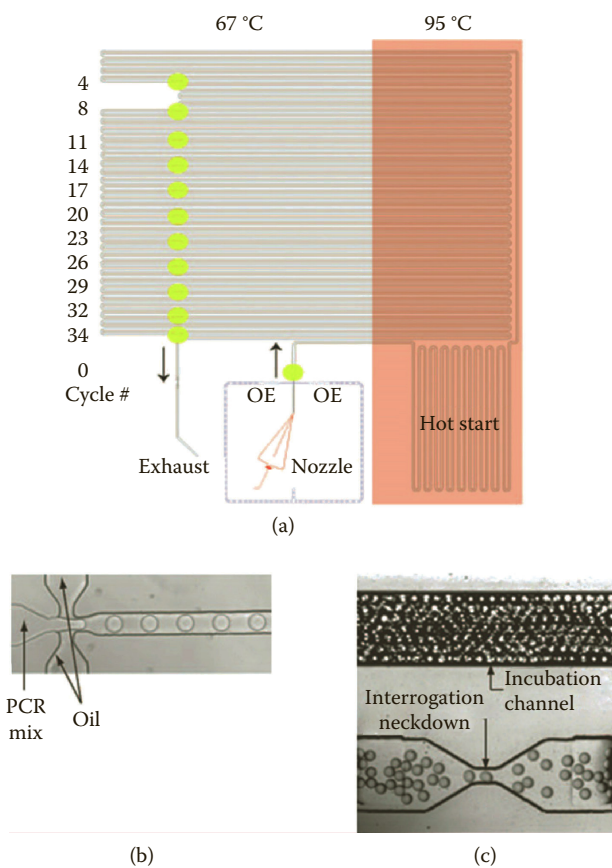 67 °C
95 °C
4
8
11
14
17
20
23
26
29
32
34
0
Cycle #
OE
OE
Hot start
Exhaust
Nozzle
(a)
PCR
mix
Oil
Interrogation
neckdown
Incubation
channel
(b)
(c)